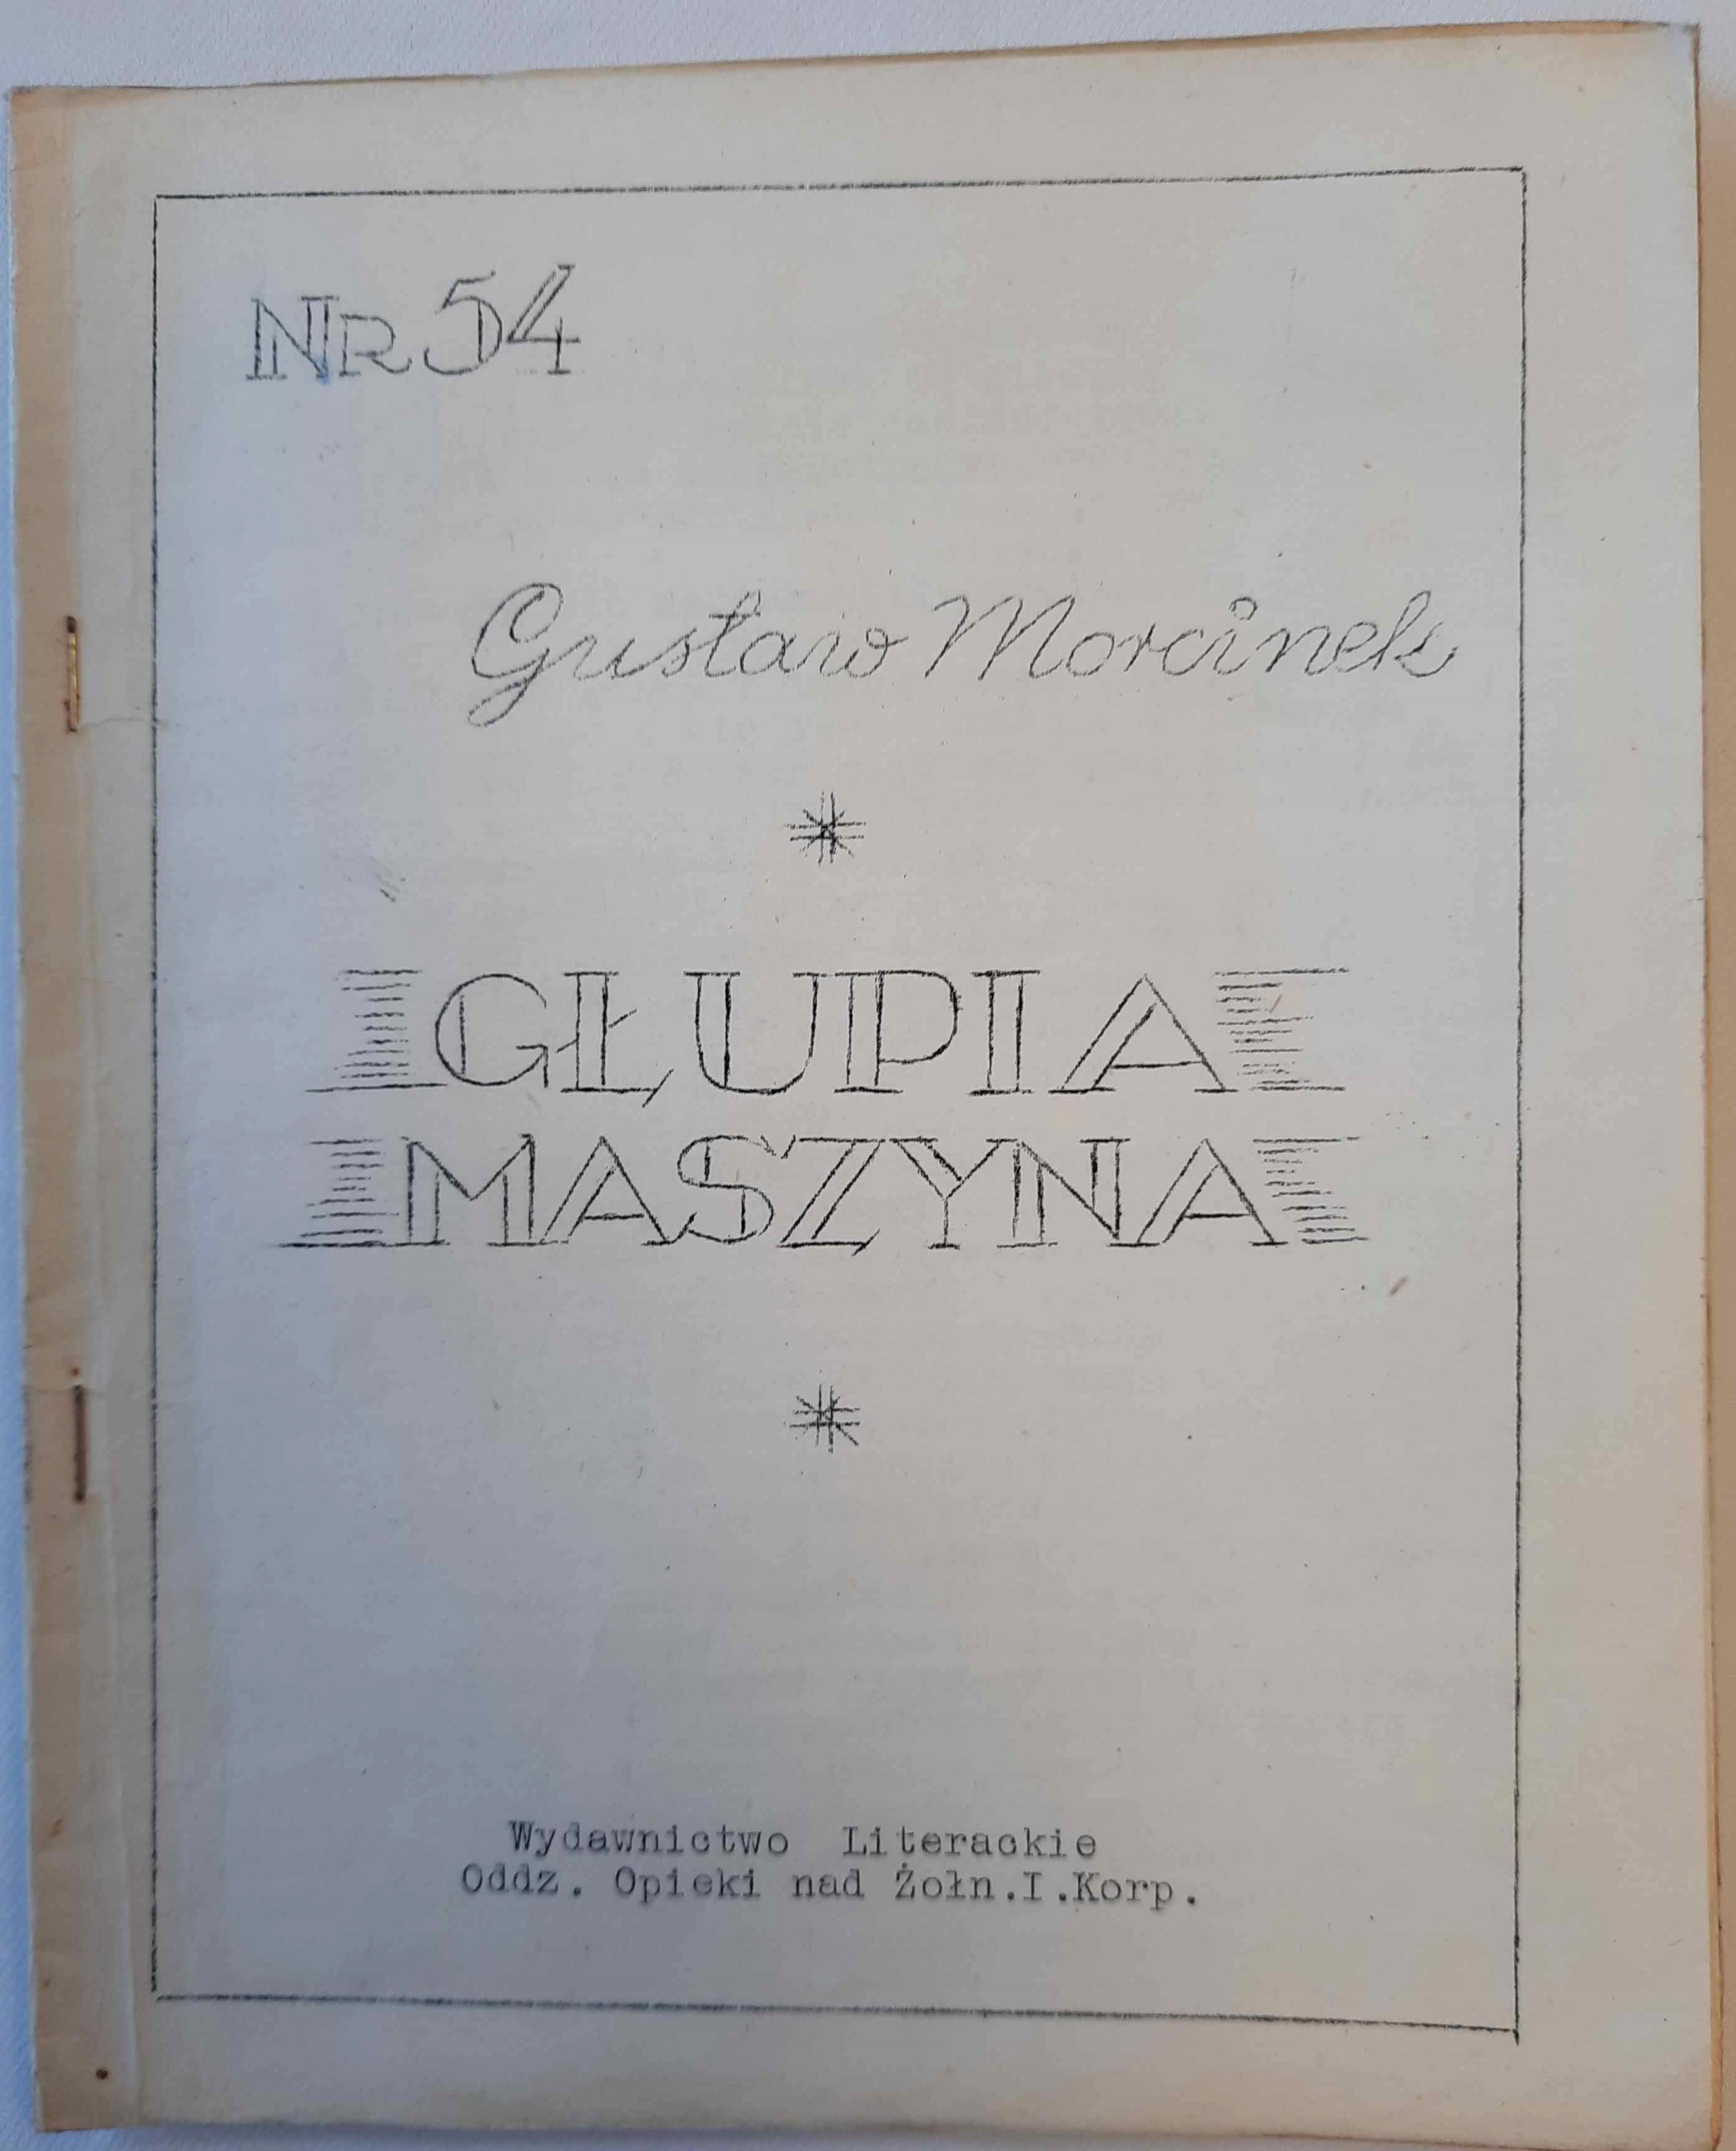 NR 54
Gustaw Morcinek
*
GŁUPIA
MASZYNA
*
Wydawnictwo Literackie
Oddz. Opieki nad Żołn.I.Korp.